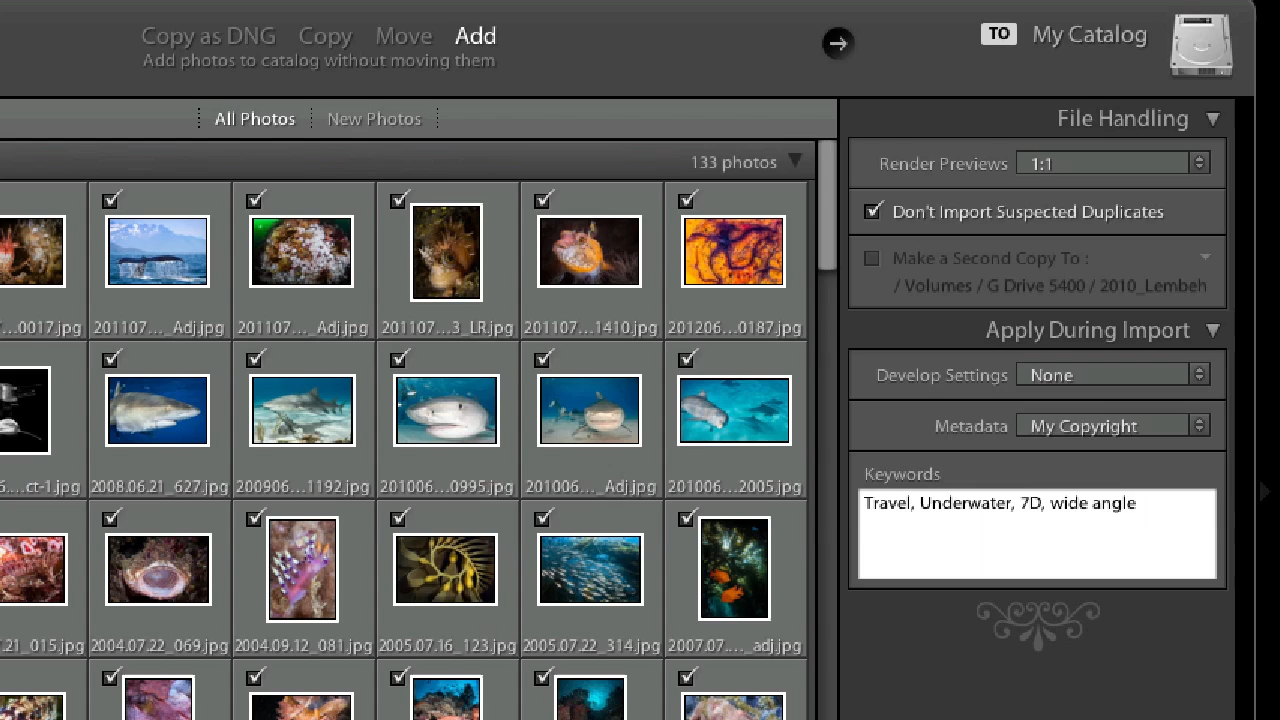 Copy as DNG Copy Move Add
Add photos to catalog without moving them
TO My Catalog
All Photos New Photos
133 photos
...0017.jpg 201107..._Adj.jpg 201107..._Adj.jpg 201107...3_LR.jpg 201107...1410.jpg 201206...0187.jpg
6....ct-1.jpg 2008.06.21_627.jpg 200906...1192.jpg 201006...0995.jpg 201006..._Adj.jpg 201006...2005.jpg
.21_015.jpg 2004.07.22_069.jpg 2004.09.12_081.jpg 2005.07.16_123.jpg 2005.07.22_314.jpg 2007.07...._adj.jpg
File Handling
Render Previews 1:1
Don't Import Suspected Duplicates
Make a Second Copy To :
/ Volumes / G Drive 5400 / 2010_Lembeh
Apply During Import
Develop Settings None
Metadata My Copyright
Keywords
Travel, Underwater, 7D, wide angle